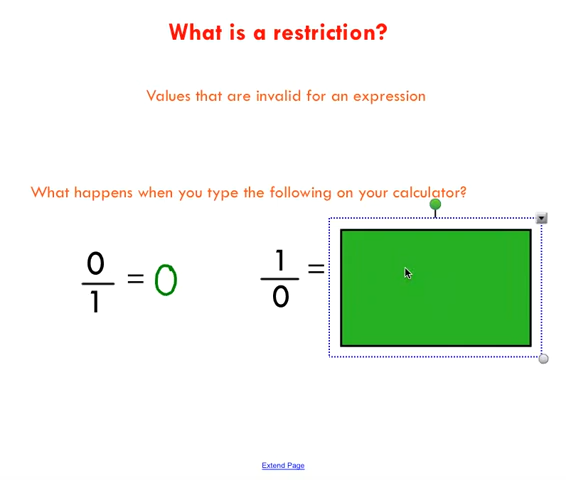 What is a restriction?
Values that are invalid for an expression
What happens when you type the following on your calculator?
0/1 = 0
1/0 =
Extend Page